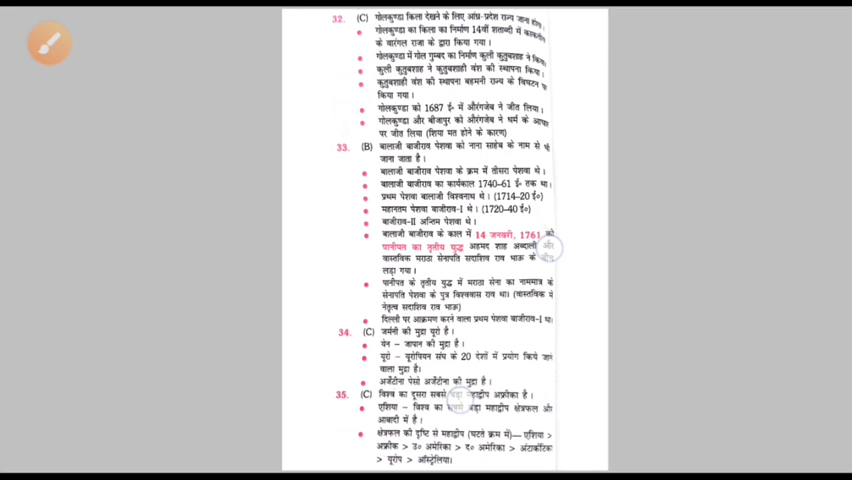 32. (C) गोलकुण्डा किला देखने के लिए आंध्र-प्रदेश राज्य जाना होगा।
• गोलकुण्डा का किला का निर्माण 14वीं शताब्दी में
के वारंगल राजा के द्वारा किया गया।
• गोलकुण्डा में गोल गुम्बद का निर्माण कुली कुतुबशाह ने किया
• कुली कुतुबशाह ने कुतुबशाही वंश की स्थापना किया।
• कुतुबशाही वंश की स्थापना बहमनी राज्य के विघटन पर
किया गया।
• गोलकुण्डा को 1687 ई॰ में औरंगजेब ने जीत लिया।
• गोलकुण्डा और बीजापुर को औरंगजेब ने धर्म के आधार
पर जीत लिया (शिया मत होने के कारण)
33. (B) बालाजी बाजीराव पेशवा को नाना साहेब के नाम से भी
जाना जाता है।
• बालाजी बाजीराव पेशवा के क्रम में तीसरा पेशवा थे।
• बालाजी बाजीराव का कार्यकाल 1740-61 ई॰ तक था।
• प्रथम पेशवा बालाजी विश्वनाथ थे। (1714-20 ई०)
• महानतम पेशवा बाजीराव-I थे। (1720-40 ई०)
• बाजीराव-II अन्तिम पेशवा थे।
• बालाजी बाजीराव के काल में 14 जनवरी, 1761 को
पानीपत का तृतीय युद्ध अहमद शाह अब्दाली और
वास्तविक मराठा सेनापति सदाशिव राव भाऊ के बीच
लड़ा गया।
• पानीपत के तृतीय युद्ध में मराठा सेना का नाममात्र के
सेनापति पेशवा के पुत्र विश्वास राव था। (वास्तविक में
नेतृत्व सदाशिव राव भाऊ)
• दिल्ली पर आक्रमण करने वाला प्रथम पेशवा बाजीराव-I था।
34. (C) जर्मनी की मुद्रा यूरो है।
• येन – जापान की मुद्रा है।
• यूरो – यूरोपियन संघ के 20 देशों में प्रयोग किये जाने
वाला मुद्रा है।
• अर्जेंटीना पेसो अर्जेंटीना की मुद्रा है।
35. (C) विश्व का दूसरा सबसे बड़ा महाद्वीप अफ्रीका है।
• एशिया – विश्व का सबसे बड़ा महाद्वीप क्षेत्रफल और
आबादी में है।
• क्षेत्रफल की दृष्टि से महाद्वीप (घटते क्रम में)— एशिया >
अफ्रीक > उ० अमेरिका > द० अमेरिका > अंटार्कटिका
> यूरोप > ऑस्ट्रेलिया।